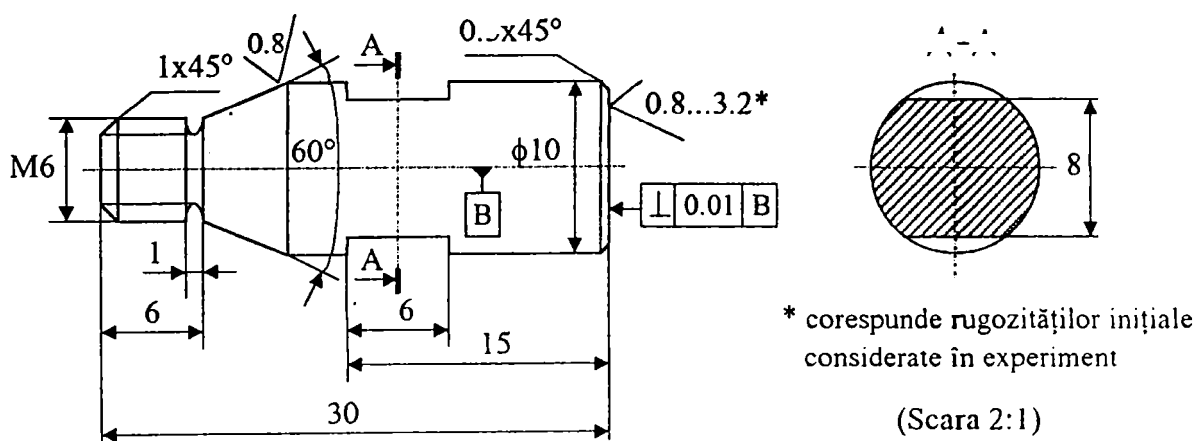 0.8
A
0.5x45°
A - A
1x45°
0.8...3.2*
M6
60°
ϕ10
8
B
⊥ 0.01 B
1
A
6
6
15
30
* corespunde rugozităților inițiale
considerate în experiment
(Scara 2:1)